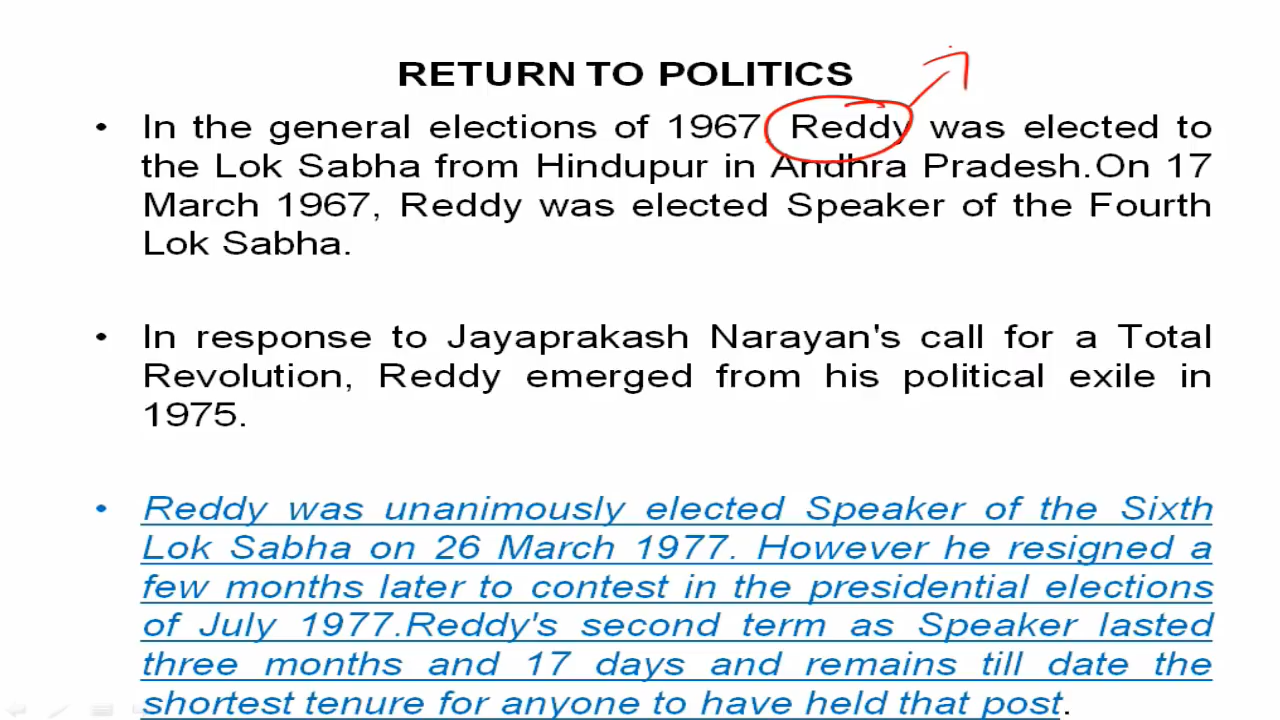 RETURN TO POLITICS
• In the general elections of 1967 Reddy was elected to
the Lok Sabha from Hindupur in Andhra Pradesh.On 17
March 1967, Reddy was elected Speaker of the Fourth
Lok Sabha.
• In response to Jayaprakash Narayan's call for a Total
Revolution, Reddy emerged from his political exile in
1975.
• Reddy was unanimously elected Speaker of the Sixth
Lok Sabha on 26 March 1977. However he resigned a
few months later to contest in the presidential elections
of July 1977.Reddy's second term as Speaker lasted
three months and 17 days and remains till date the
shortest tenure for anyone to have held that post.